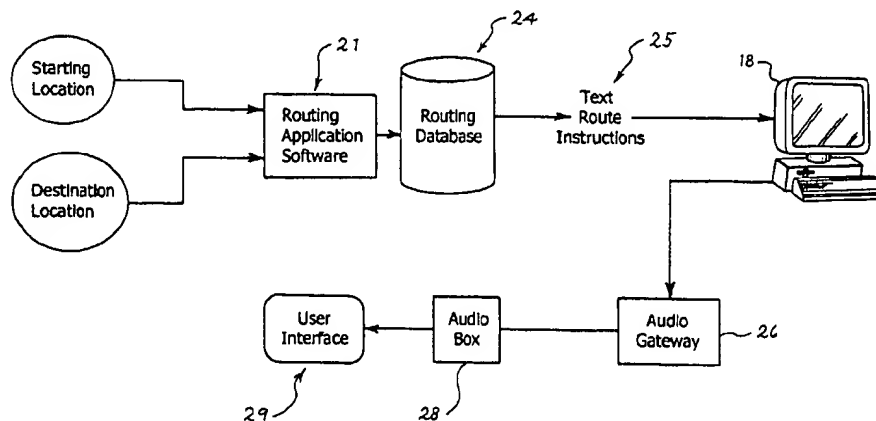 Starting
Location
21
Routing
Application
Software
24
Routing
Database
25
Text
Route
Instructions
18
Destination
Location
User
Interface
29
Audio
Box
28
Audio
Gateway
26